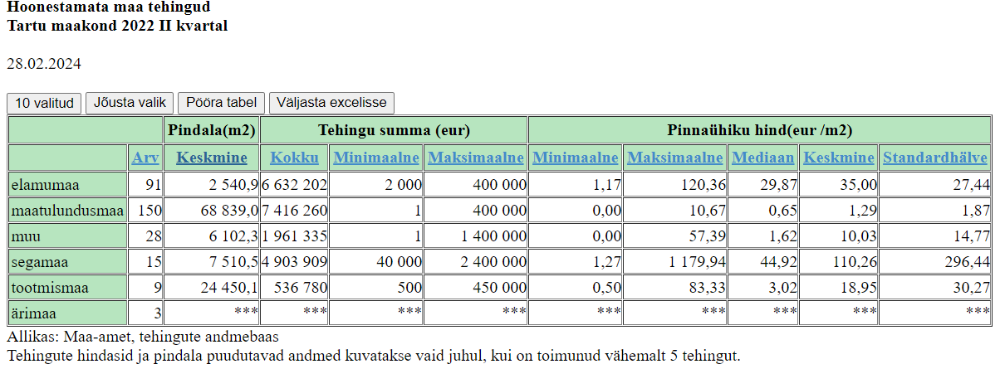 Hoonestamata maa tehingud
Tartu maakond 2022 II kvartal
28.02.2024
10 valitud Jõusta valik Pööra tabel Väljasta excelisse
Pindala(m2) Tehingu summa (eur) Pinnaühiku hind(eur /m2)
Arv Keskmine Kokku Minimaalne Maksimaalne Minimaalne Maksimaalne Mediaan Keskmine Standardhälve
elamumaa 91 2 540,9 6 632 202 2 000 400 000 1,17 120,36 29,87 35,00 27,44
maatulundusmaa 150 68 839,0 7 416 260 1 400 000 0,00 10,67 0,65 1,29 1,87
muu 28 6 102,3 1 961 335 1 1 400 000 0,00 57,39 1,62 10,03 14,77
segamaa 15 7 510,5 4 903 909 40 000 2 400 000 1,27 1 179,94 44,92 110,26 296,44
tootmismaa 9 24 450,1 536 780 500 450 000 0,50 83,33 3,02 18,95 30,27
ärimaa 3 *** *** *** *** *** *** *** *** ***
Allikas: Maa-amet, tehingute andmebaas
Tehingute hindasid ja pindala puudutavad andmed kuvatakse vaid juhul, kui on toimunud vähemalt 5 tehingut.